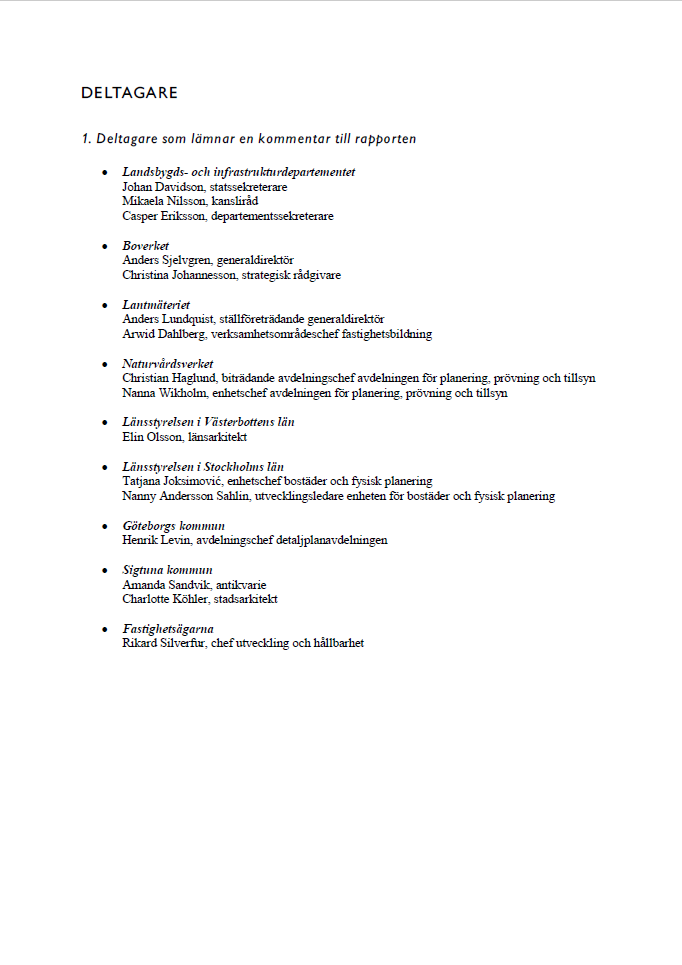 DELTAGARE
1. Deltagare som lämnar en kommentar till rapporten
• Landsbygds- och infrastrukturdepartementet
Johan Davidson, statssekreterare
Mikaela Nilsson, kansliråd
Casper Eriksson, departementssekreterare
• Boverket
Anders Sjelvgren, generaldirektör
Christina Johannesson, strategisk rådgivare
• Lantmäteriet
Anders Lundquist, ställföreträdande generaldirektör
Arwid Dahlberg, verksamhetsområdeschef fastighetsbildning
• Naturvårdsverket
Christian Haglund, biträdande avdelningschef avdelningen för planering, prövning och tillsyn
Nanna Wikholm, enhetschef avdelningen för planering, prövning och tillsyn
• Länsstyrelsen i Västerbottens län
Elin Olsson, länsarkitekt
• Länsstyrelsen i Stockholms län
Tatjana Joksimović, enhetschef bostäder och fysisk planering
Nanny Andersson Sahlin, utvecklingsledare enheten för bostäder och fysisk planering
• Göteborgs kommun
Henrik Levin, avdelningschef detaljplanavdelningen
• Sigtuna kommun
Amanda Sandvik, antikvarie
Charlotte Köhler, stadsarkitekt
• Fastighetsägarna
Rikard Silverfur, chef utveckling och hållbarhet